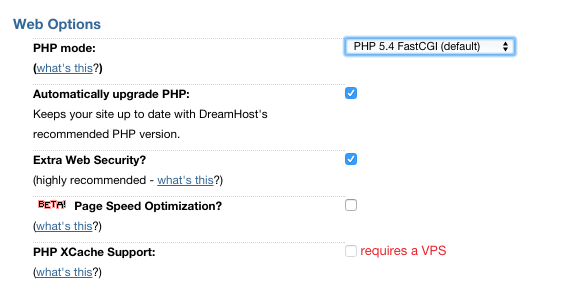 Web Options
PHP mode: PHP 5.4 FastCGI (default)
(what's this?)
Automatically upgrade PHP:
Keeps your site up to date with DreamHost's
recommended PHP version.
Extra Web Security?
(highly recommended - what's this?)
BETA! Page Speed Optimization?
(what's this?)
PHP XCache Support: requires a VPS
(what's this?)